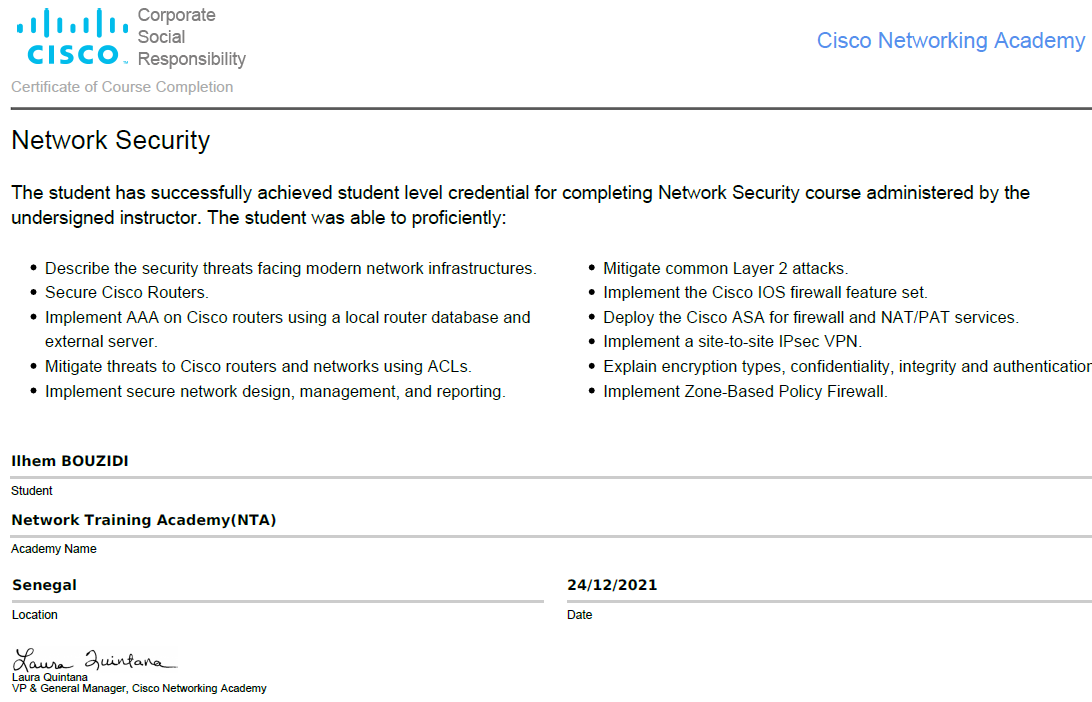 Corporate
Social
Responsibility
CISCO
Cisco Networking Academy
Certificate of Course Completion
Network Security
The student has successfully achieved student level credential for completing Network Security course administered by the
undersigned instructor. The student was able to proficiently:
• Describe the security threats facing modern network infrastructures.
• Secure Cisco Routers.
• Implement AAA on Cisco routers using a local router database and
external server.
• Mitigate threats to Cisco routers and networks using ACLs.
• Implement secure network design, management, and reporting.
• Mitigate common Layer 2 attacks.
• Implement the Cisco IOS firewall feature set.
• Deploy the Cisco ASA for firewall and NAT/PAT services.
• Implement a site-to-site IPsec VPN.
• Explain encryption types, confidentiality, integrity and authentication
• Implement Zone-Based Policy Firewall.
Ilhem BOUZIDI
Student
Network Training Academy(NTA)
Academy Name
Senegal
Location
24/12/2021
Date
Laura Quintana
Laura Quintana
VP & General Manager, Cisco Networking Academy